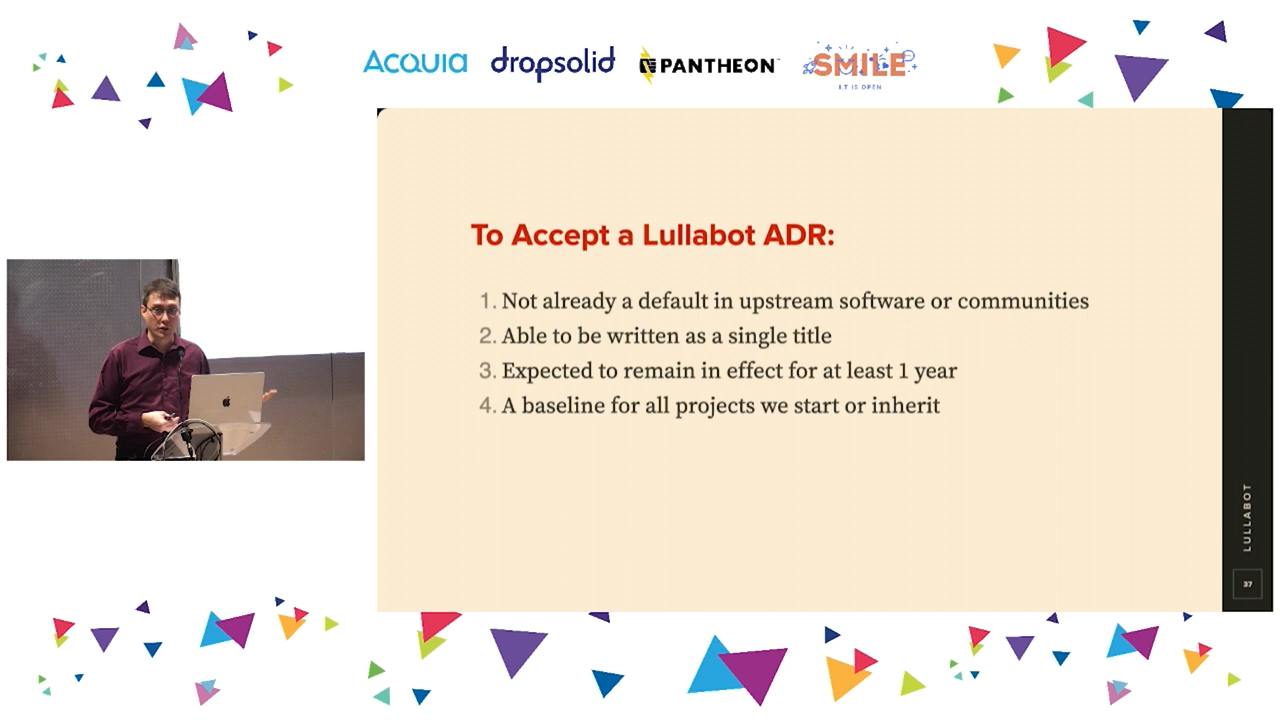 Acquia
dropsolid
PANTHEON
SMILE
I.T IS OPEN
To Accept a Lullabot ADR:
1. Not already a default in upstream software or communities
2. Able to be written as a single title
3. Expected to remain in effect for at least 1 year
4. A baseline for all projects we start or inherit
LULLABOT
37